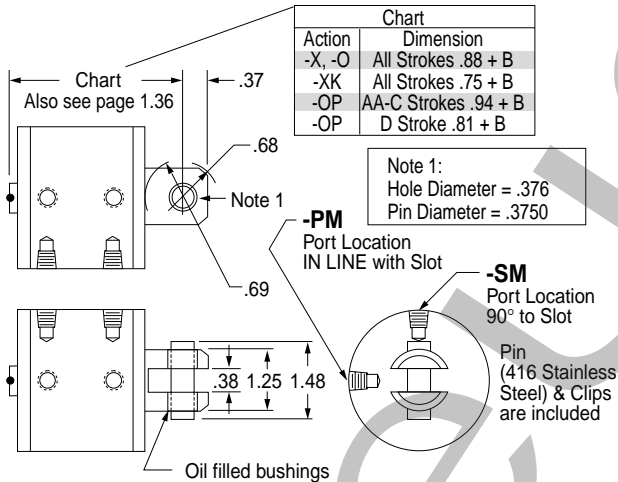 Chart
Action Dimension
-X, -O All Strokes .88 + B
-XK All Strokes .75 + B
-OP AA-C Strokes .94 + B
-OP D Stroke .81 + B
Chart
Also see page 1.36
.37
.68
Note 1
.69
Note 1:
Hole Diameter = .376
Pin Diameter = .3750
-PM
Port Location
IN LINE with Slot
-SM
Port Location
90° to Slot
Pin
(416 Stainless
Steel) & Clips
are included
.38 1.25 1.48
Oil filled bushings